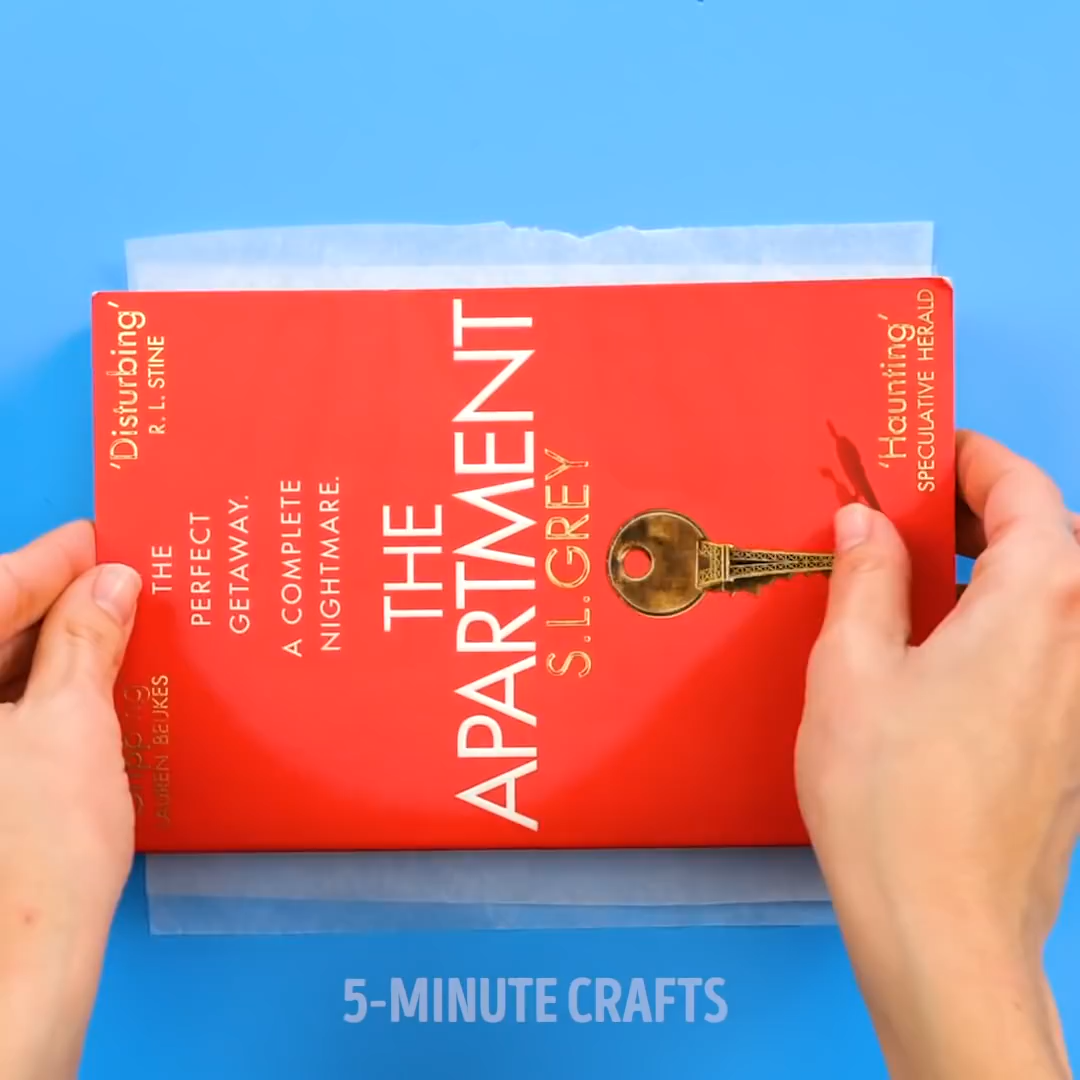 'Disturbing'
R. L. STINE
LAUREN BEUKES
THE
PERFECT
GETAWAY.
A COMPLETE
NIGHTMARE.
THE
APARTMENT
S.L.GREY
'Haunting'
SPECULATIVE HERALD
5-MINUTE CRAFTS